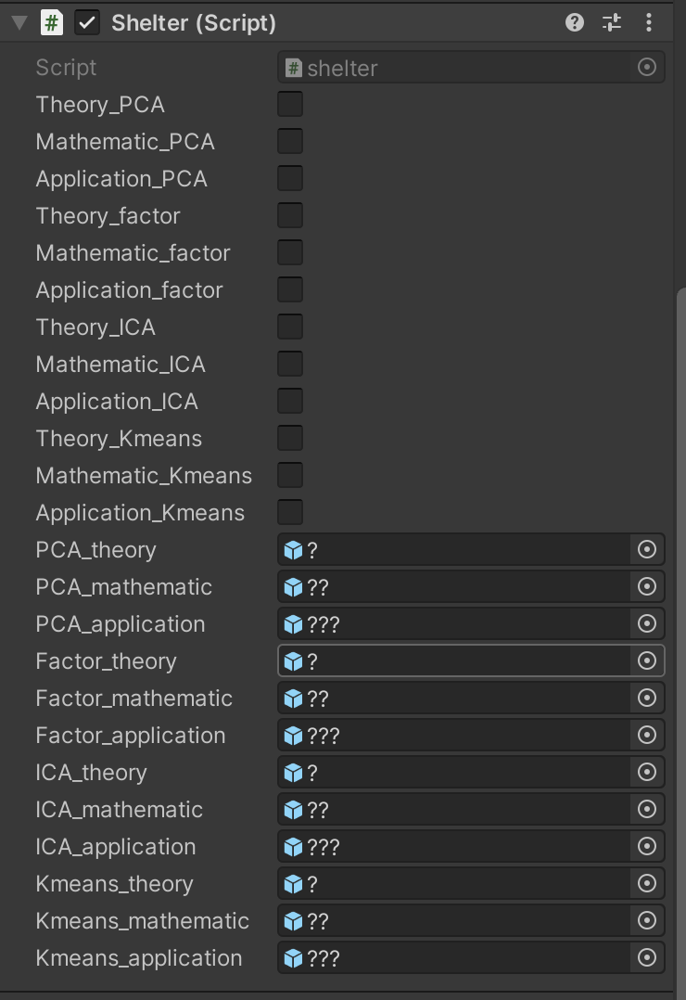 Shelter (Script)
Script shelter
Theory_PCA
Mathematic_PCA
Application_PCA
Theory_factor
Mathematic_factor
Application_factor
Theory_ICA
Mathematic_ICA
Application_ICA
Theory_Kmeans
Mathematic_Kmeans
Application_Kmeans
PCA_theory ?
PCA_mathematic ??
PCA_application ???
Factor_theory ?
Factor_mathematic ??
Factor_application ???
ICA_theory ?
ICA_mathematic ??
ICA_application ???
Kmeans_theory ?
Kmeans_mathematic ??
Kmeans_application ???